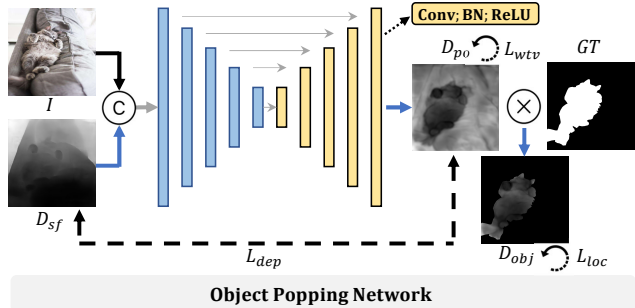 Conv; BN; ReLU
I
C
D_sf
D_po
L_wtv
GT
D_obj
L_loc
L_dep
Object Popping Network